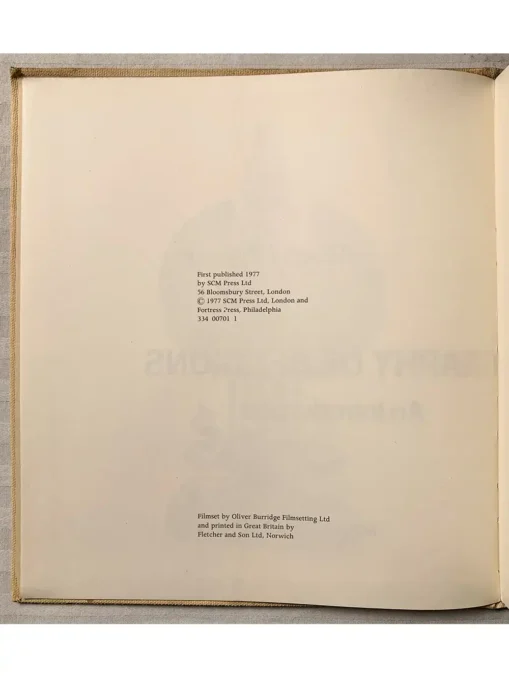 First published 1977
by SCM Press Ltd
56 Bloomsbury Street, London
© 1977 SCM Press Ltd, London and
Fortress Press, Philadelphia
334 00701 1
Filmset by Oliver Burridge Filmsetting Ltd
and printed in Great Britain by
Fletcher and Son Ltd, Norwich